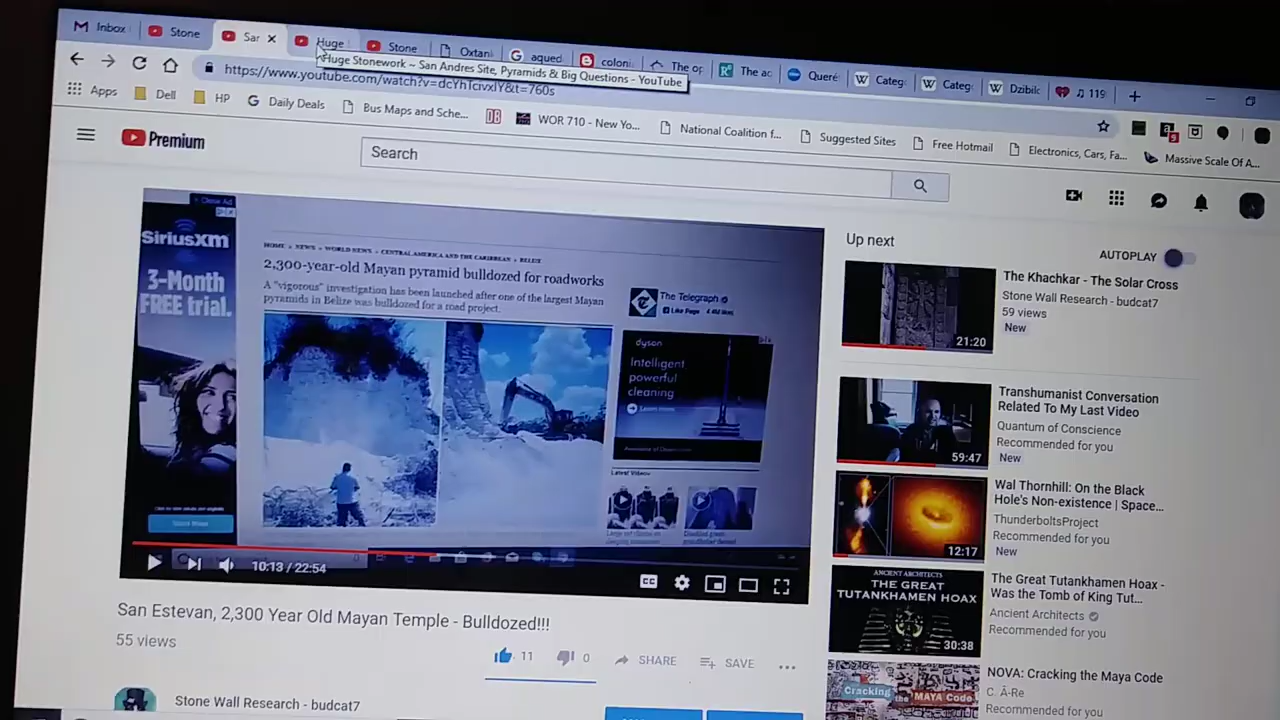 Inbox
Stone
Sar
Huge
Stone
Oxtan
aqued
coloni
The op
The ac
Queré
Categ
Categ
Dzibil
119
Huge Stonework ~ San Andres Site, Pyramids & Big Questions - YouTube
Apps
Dell
HP
Daily Deals
Bus Maps and Sche...
WOR 710 - New Yo...
National Coalition f...
Suggested Sites
Free Hotmail
Electronics, Cars, Fa...
Massive Scale Of A...
Premium
Search
Close Ad
SiriusXM
3-Month
FREE trial.
HOME » NEWS » WORLD NEWS » CENTRAL AMERICA AND THE CARIBBEAN » BELIZE
2,300-year-old Mayan pyramid bulldozed for roadworks
A "vigorous" investigation has been launched after one of the largest Mayan
pyramids in Belize was bulldozed for a road project.
The Telegraph
Like Page
dyson
Intelligent
powerful
cleaning
Learn more
Latest Videos
10:13 / 22:54
CC
San Estevan, 2,300 Year Old Mayan Temple - Bulldozed!!!
55 views
11
0
SHARE
SAVE
Stone Wall Research - budcat7
Up next
AUTOPLAY
The Khachkar - The Solar Cross
Stone Wall Research - budcat7
59 views
New
21:20
Transhumanist Conversation
Related To My Last Video
Quantum of Conscience
Recommended for you
New
59:47
Wal Thornhill: On the Black
Hole's Non-existence | Space...
ThunderboltsProject
Recommended for you
New
12:17
ANCIENT ARCHITECTS
THE GREAT
TUTANKHAMEN HOAX
30:38
The Great Tutankhamen Hoax -
Was the Tomb of King Tut...
Ancient Architects
Recommended for you
Cracking
the MAYA Code
NOVA: Cracking the Maya Code
C. Â-Re
Recommended for you